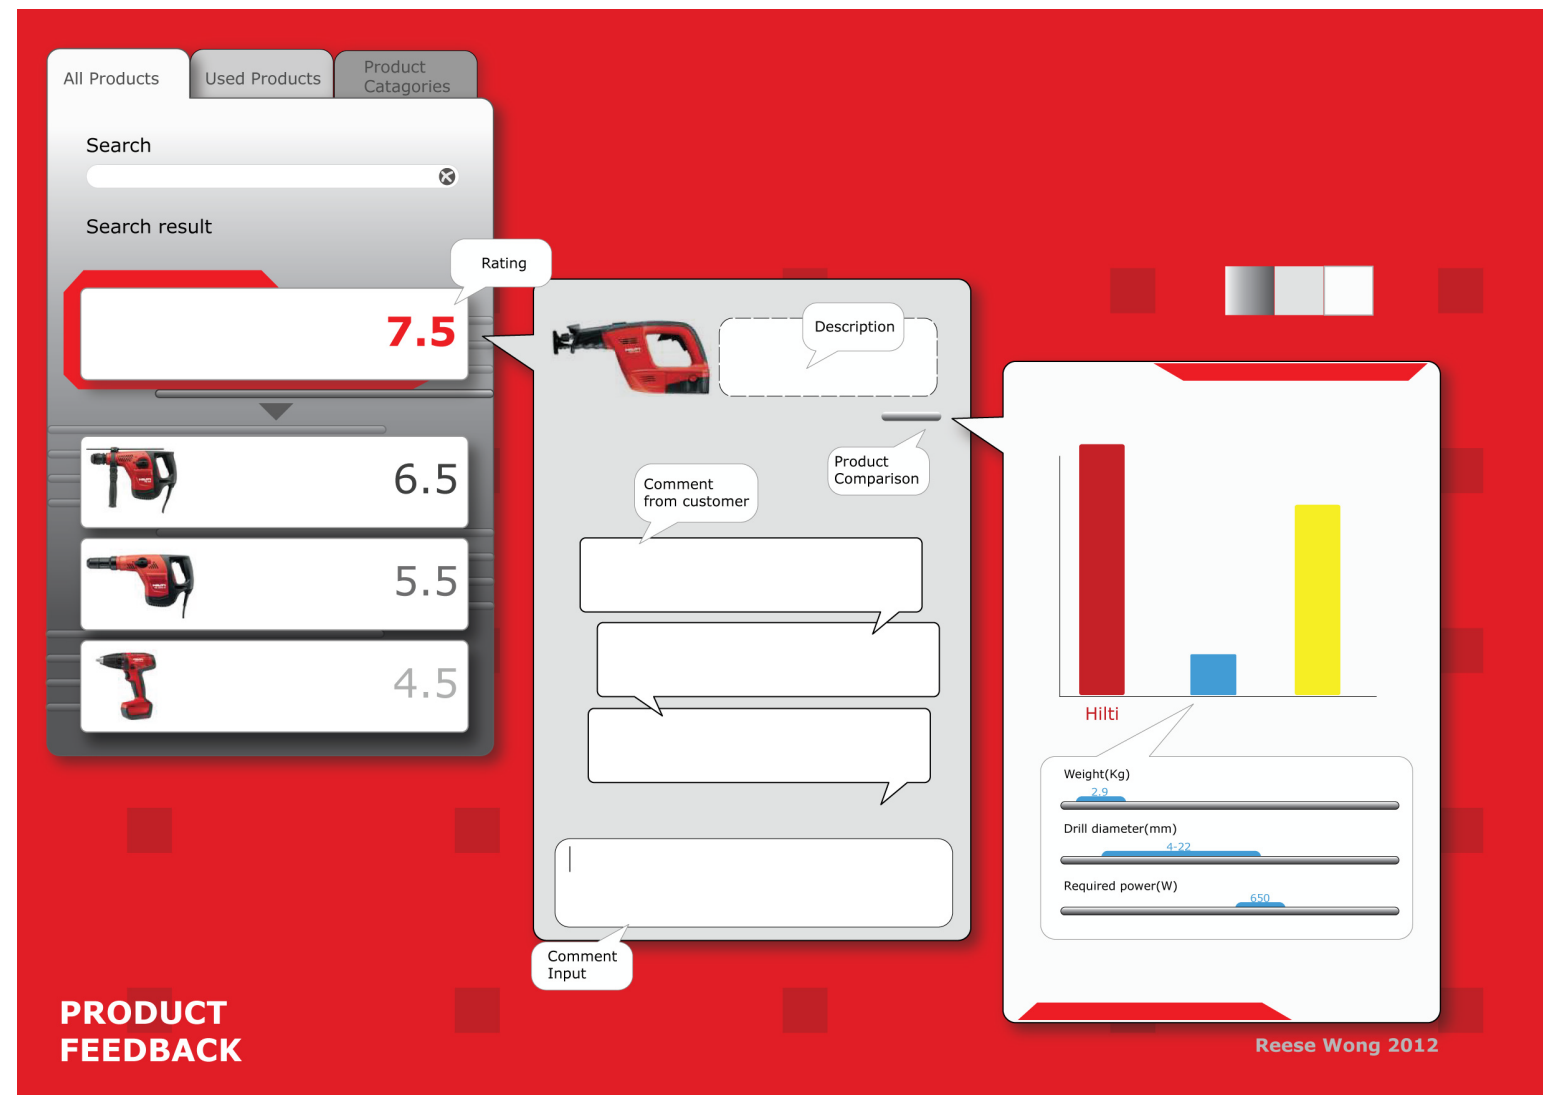 All Products
Used Products
Product
Catagories
Search
Search result
Rating
7.5
6.5
5.5
4.5
Description
Product
Comparison
Comment
from customer
Comment
Input
Hilti
Weight(Kg)
2.9
Drill diameter(mm)
4-22
Required power(W)
650
PRODUCT
FEEDBACK
Reese Wong 2012